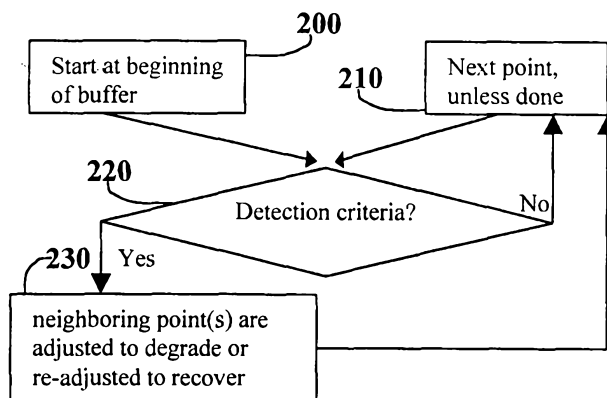 200
Start at beginning
of buffer
210
Next point,
unless done
220
Detection criteria?
No
Yes
230
neighboring point(s) are
adjusted to degrade or
re-adjusted to recover